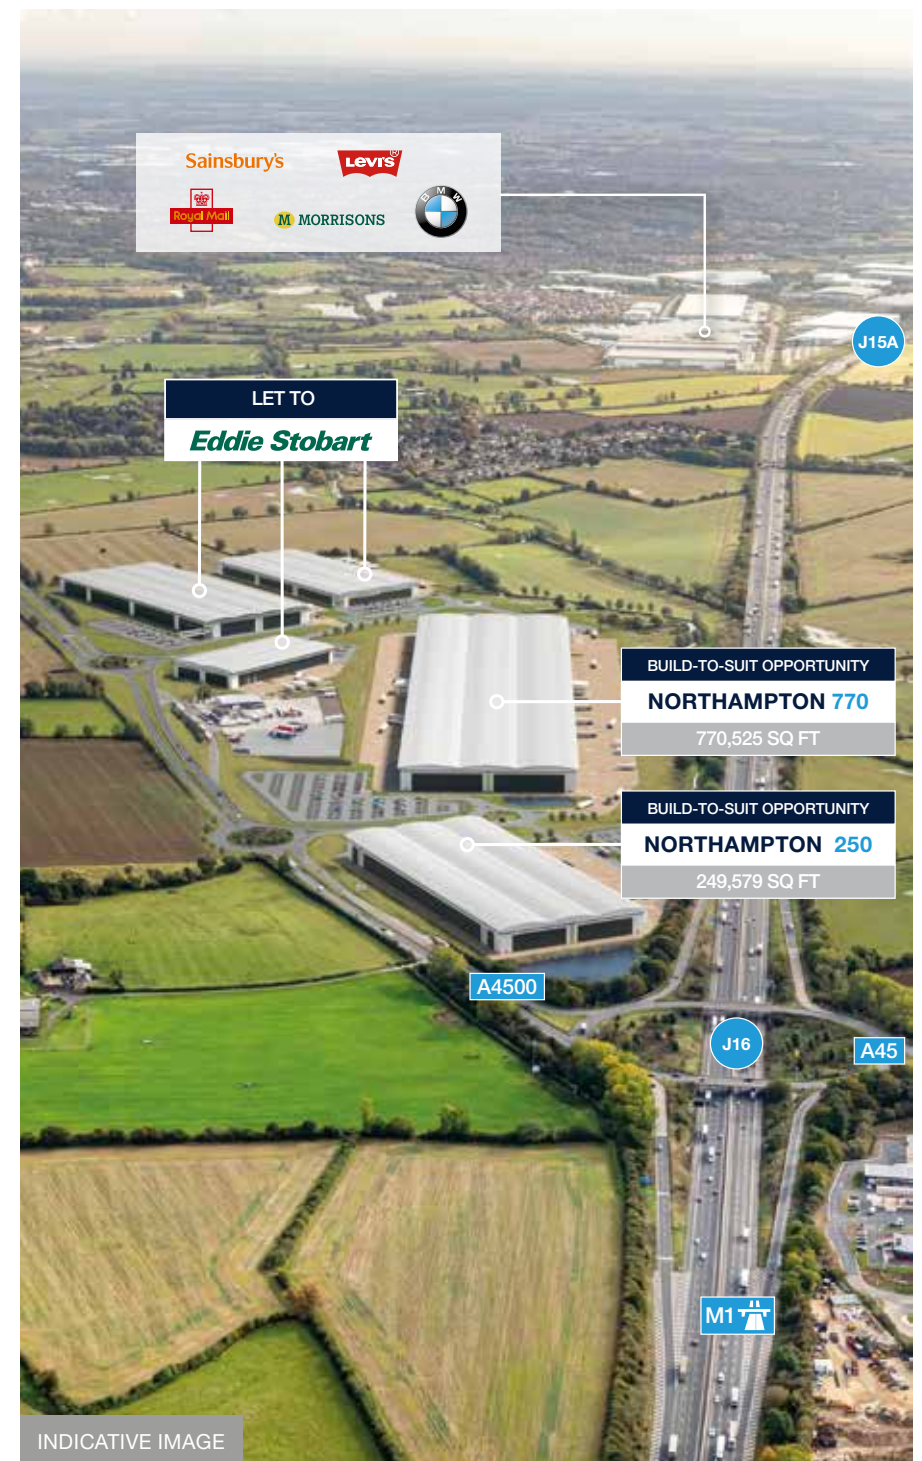 Sainsbury's
LEVI'S®
Royal Mail
M MORRISONS
BMW
J15A
LET TO
Eddie Stobart
BUILD-TO-SUIT OPPORTUNITY
NORTHAMPTON 770
770,525 SQ FT
BUILD-TO-SUIT OPPORTUNITY
NORTHAMPTON 250
249,579 SQ FT
A4500
J16
A45
M1
INDICATIVE IMAGE